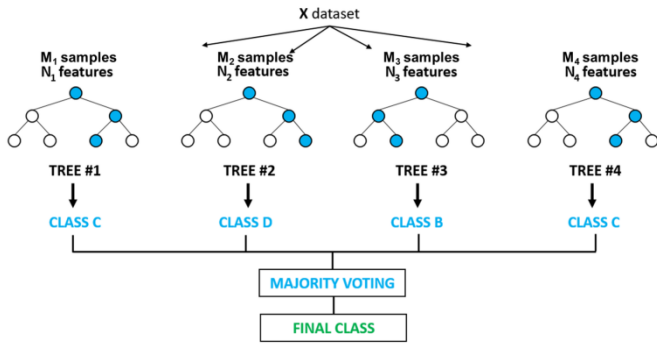 X dataset
M₁ samples
N₁ features
M₂ samples
N₂ features
M₃ samples
N₃ features
M₄ samples
N₄ features
TREE #1
TREE #2
TREE #3
TREE #4
CLASS C
CLASS D
CLASS B
CLASS C
MAJORITY VOTING
FINAL CLASS